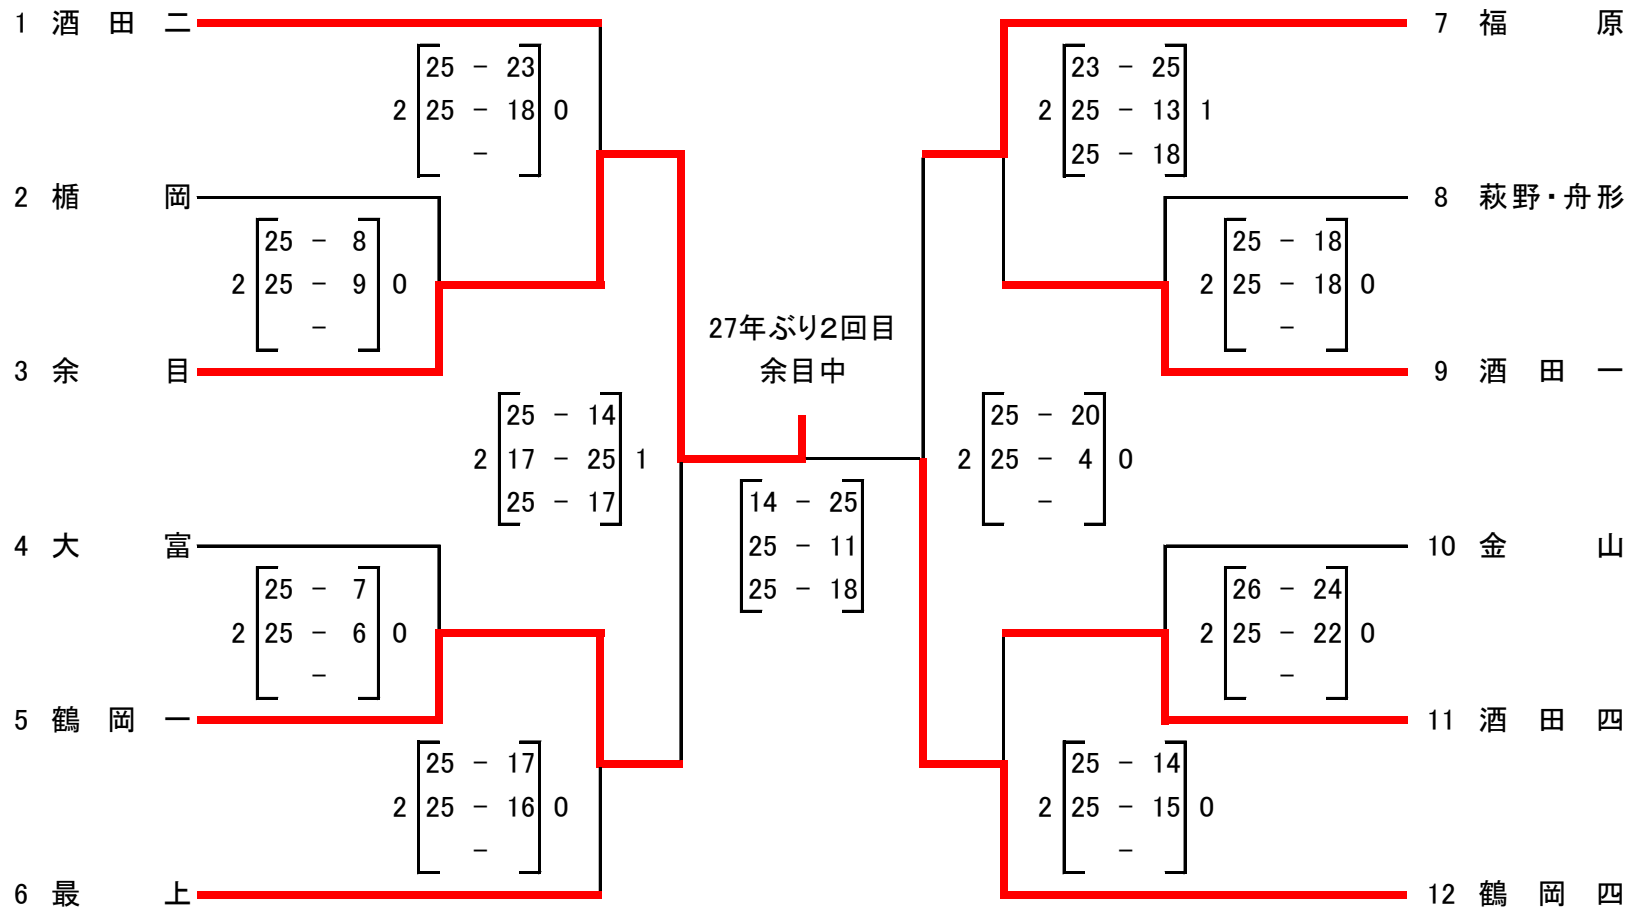 1 酒田二
25 - 23
2 25 - 18 0
-
2 楯岡
25 - 8
2 25 - 9 0
-
3 余目
25 - 14
2 17 - 25 1
25 - 17
4 大富
25 - 7
2 25 - 6 0
-
5 鶴岡一
25 - 17
2 25 - 16 0
-
6 最上
27年ぶり2回目
余目中
14 - 25
25 - 11
25 - 18
7 福原
23 - 25
2 25 - 13 1
25 - 18
8 萩野・舟形
25 - 18
2 25 - 18 0
-
9 酒田一
25 - 20
2 25 - 4 0
-
10 金山
26 - 24
2 25 - 22 0
-
11 酒田四
25 - 14
2 25 - 15 0
-
12 鶴岡四